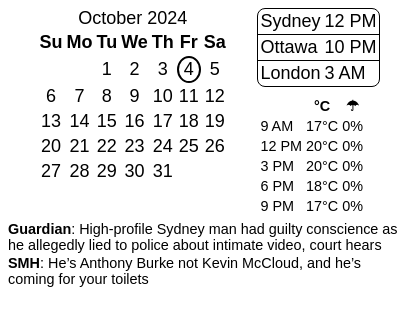 October 2024
Su Mo Tu We Th Fr Sa
1 2 3 4 5
6 7 8 9 10 11 12
13 14 15 16 17 18 19
20 21 22 23 24 25 26
27 28 29 30 31
Sydney 12 PM
Ottawa 10 PM
London 3 AM
°C ☂
9 AM 17°C 0%
12 PM 20°C 0%
3 PM 20°C 0%
6 PM 18°C 0%
9 PM 17°C 0%
Guardian: High-profile Sydney man had guilty conscience as
he allegedly lied to police about intimate video, court hears
SMH: He’s Anthony Burke not Kevin McCloud, and he’s
coming for your toilets